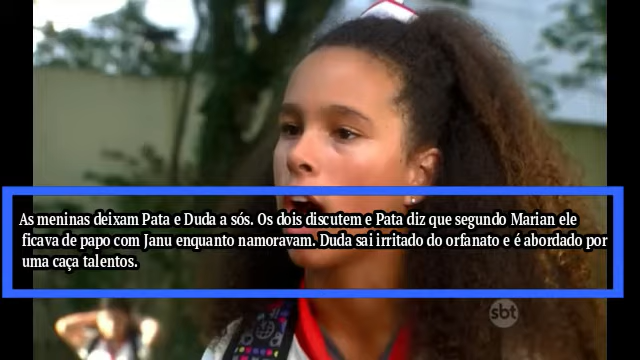 As meninas deixam Pata e Duda a sós. Os dois discutem e Pata diz que segundo Marian ele
ficava de papo com Janu enquanto namoravam. Duda sai irritado do orfanato e é abordado por
uma caça talentos.
sbt